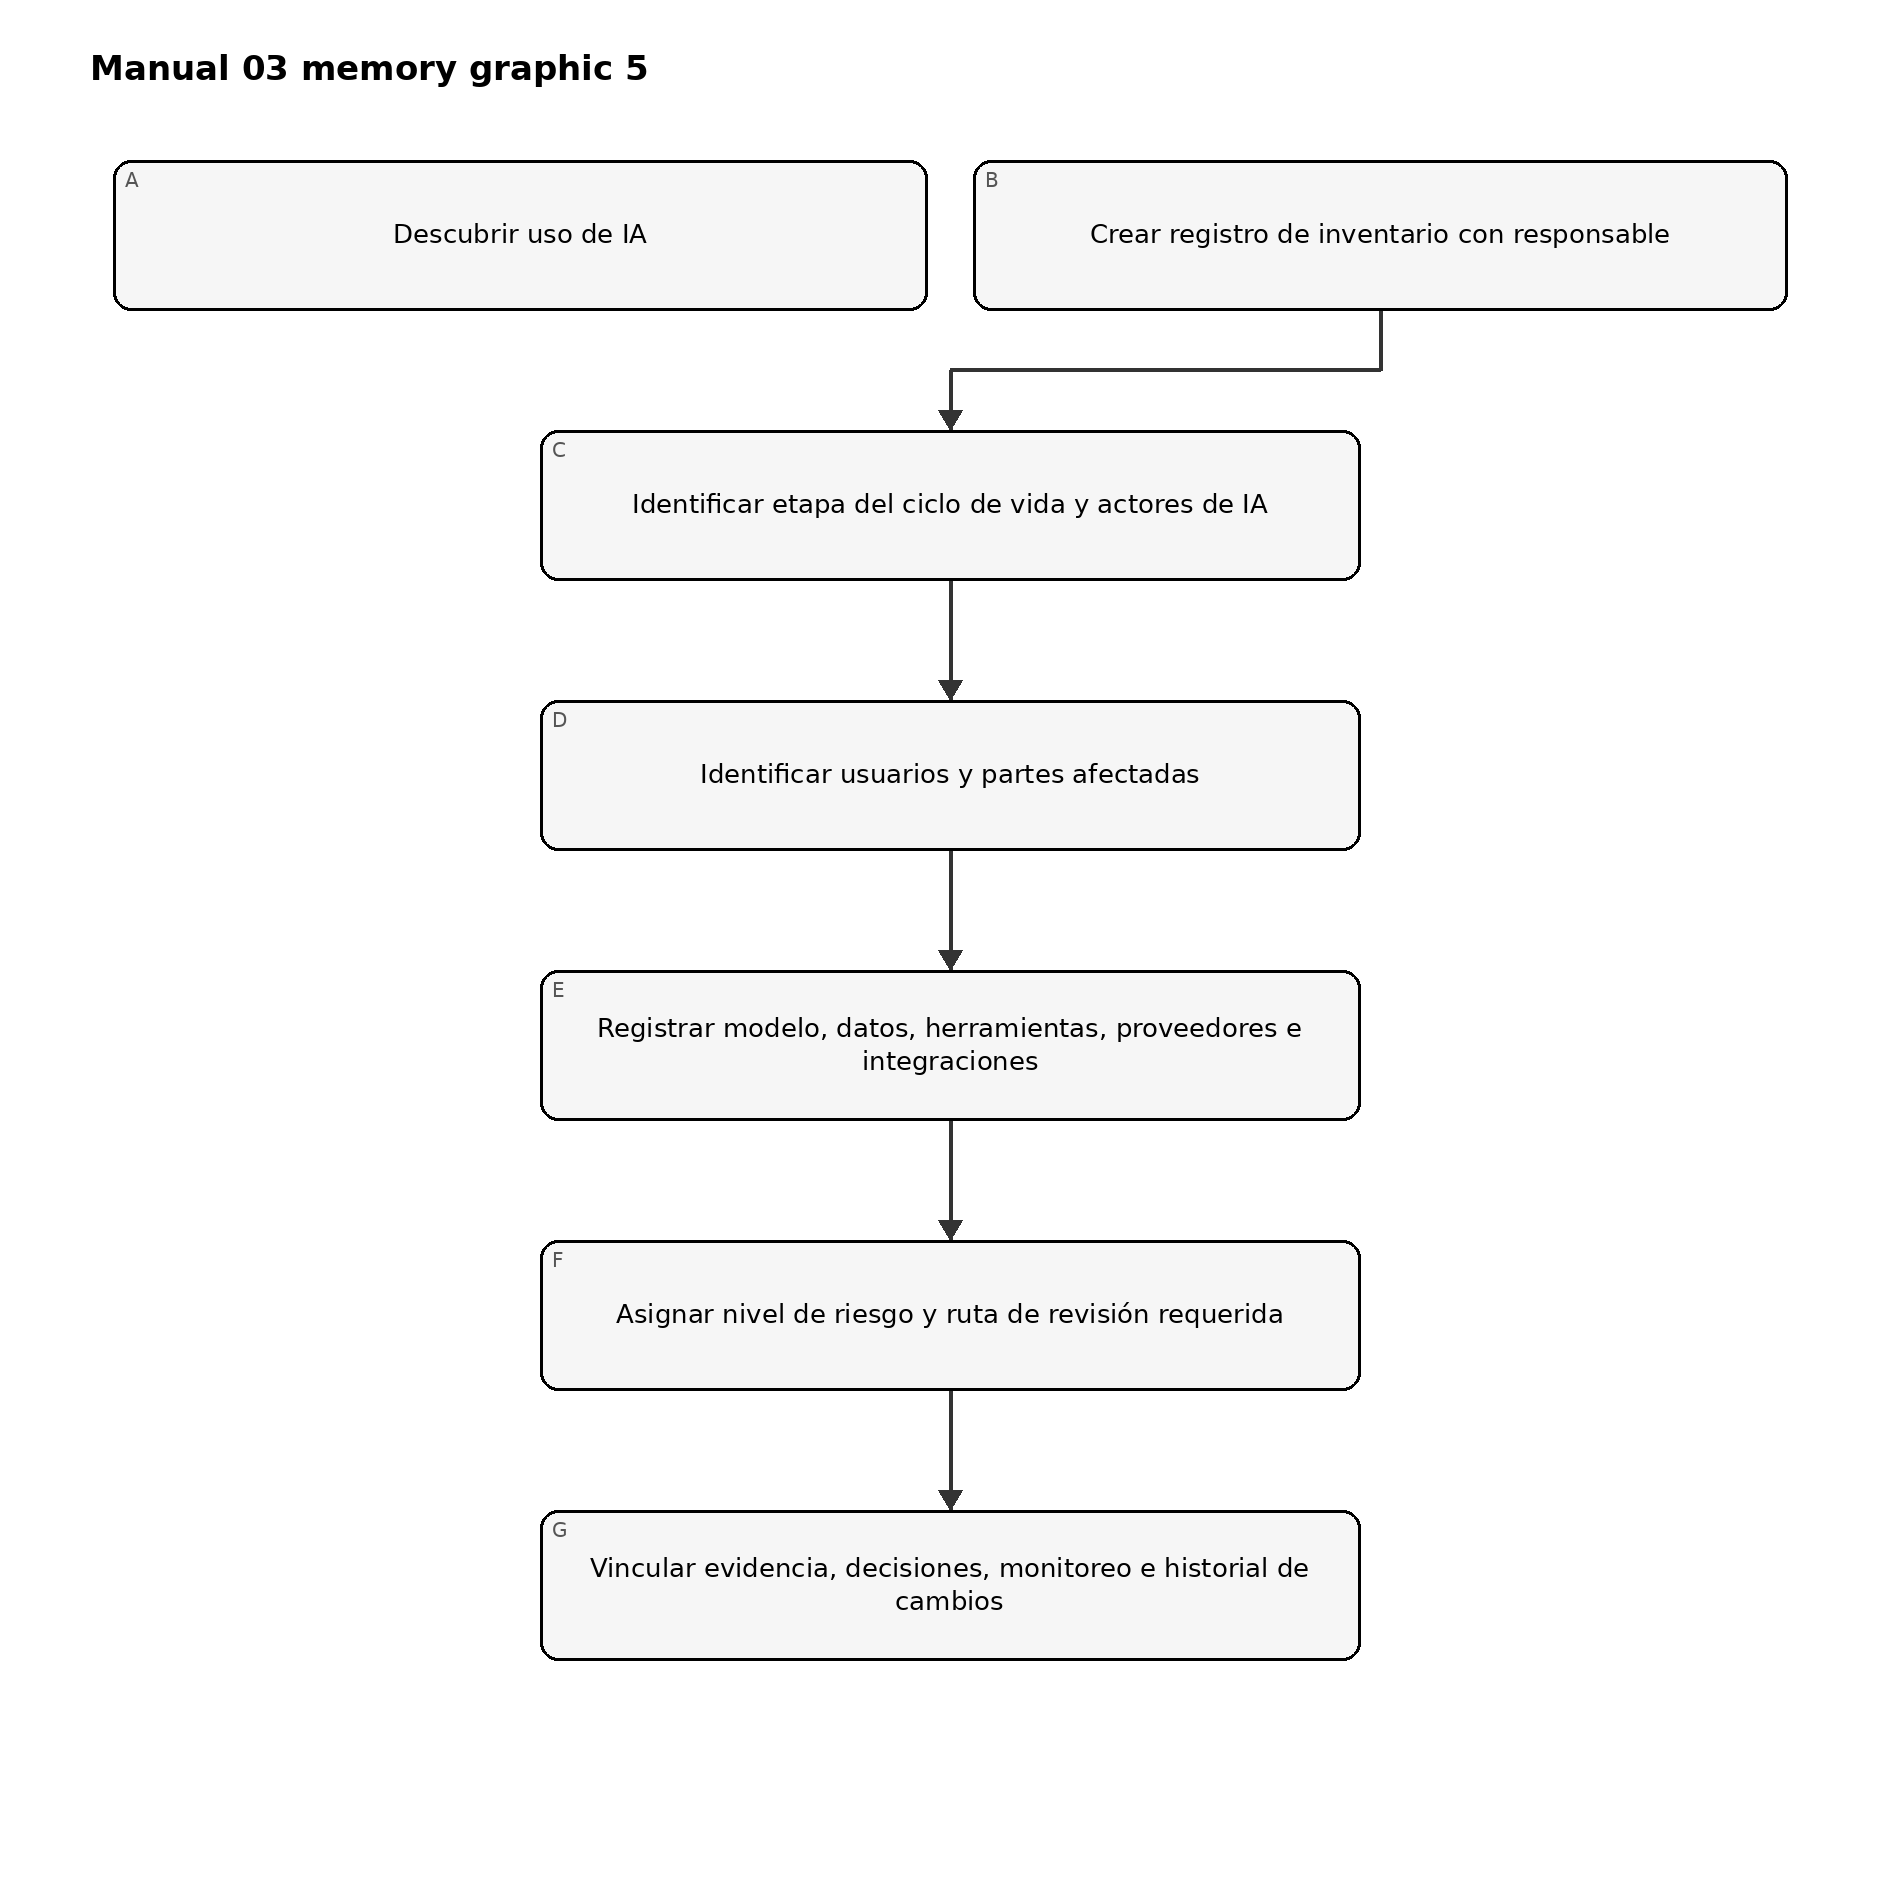 Manual 03 memory graphic 5
A
Descubrir uso de IA
B
Crear registro de inventario con responsable
C
Identificar etapa del ciclo de vida y actores de IA
D
Identificar usuarios y partes afectadas
E
Registrar modelo, datos, herramientas, proveedores e
integraciones
F
Asignar nivel de riesgo y ruta de revisión requerida
G
Vincular evidencia, decisiones, monitoreo e historial de
cambios